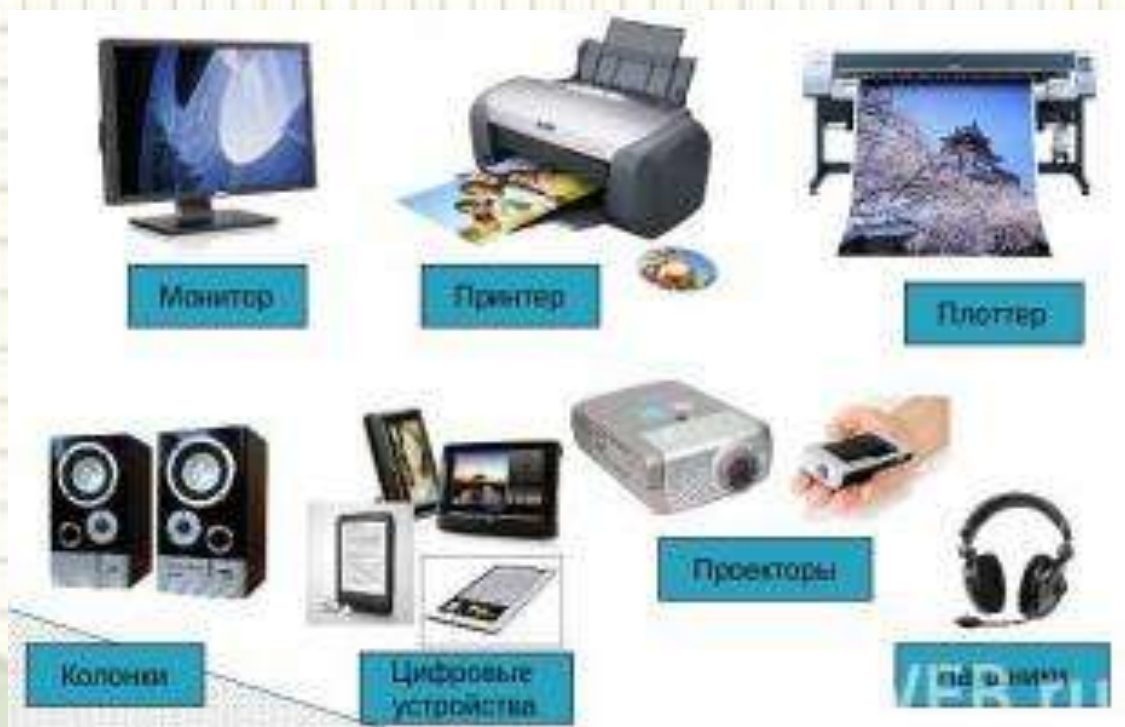 Монитор
Принтер
Плоттер
Проекторы
Колонки
Цифровые
устройства